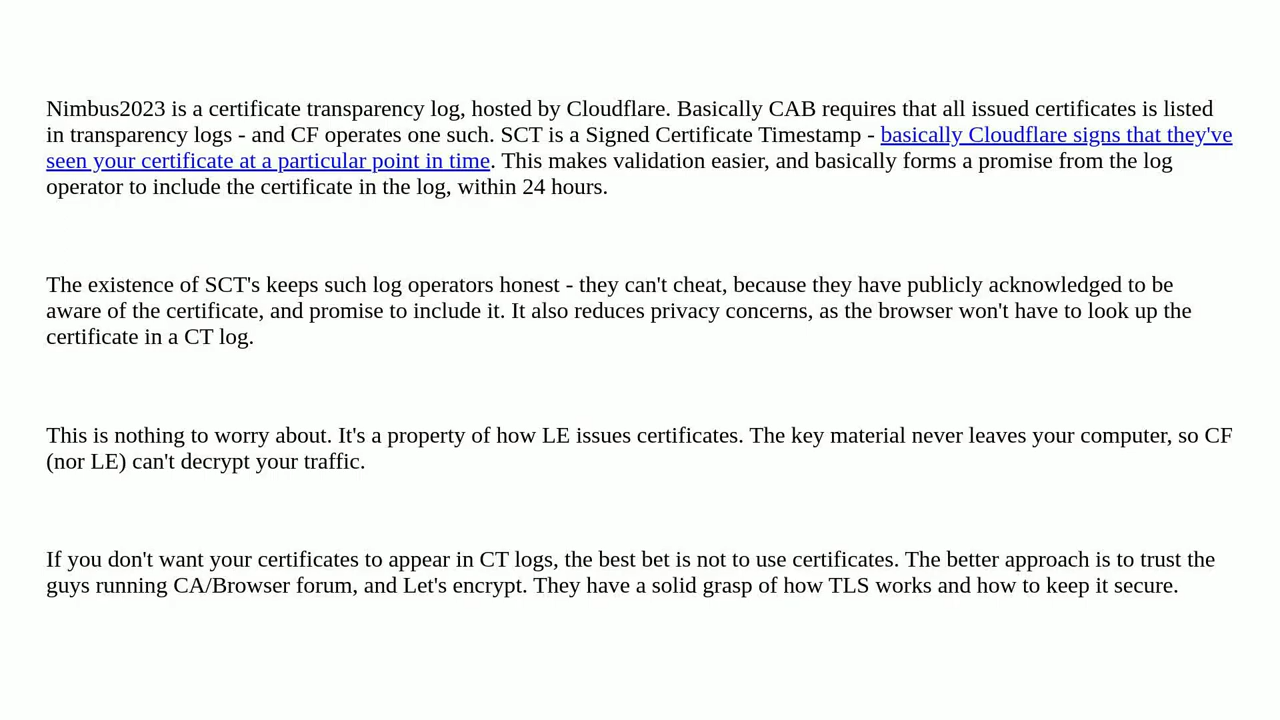 Nimbus2023 is a certificate transparency log, hosted by Cloudflare. Basically CAB requires that all issued certificates is listed
in transparency logs - and CF operates one such. SCT is a Signed Certificate Timestamp - basically Cloudflare signs that they've
seen your certificate at a particular point in time. This makes validation easier, and basically forms a promise from the log
operator to include the certificate in the log, within 24 hours.
The existence of SCT's keeps such log operators honest - they can't cheat, because they have publicly acknowledged to be
aware of the certificate, and promise to include it. It also reduces privacy concerns, as the browser won't have to look up the
certificate in a CT log.
This is nothing to worry about. It's a property of how LE issues certificates. The key material never leaves your computer, so CF
(nor LE) can't decrypt your traffic.
If you don't want your certificates to appear in CT logs, the best bet is not to use certificates. The better approach is to trust the
guys running CA/Browser forum, and Let's encrypt. They have a solid grasp of how TLS works and how to keep it secure.